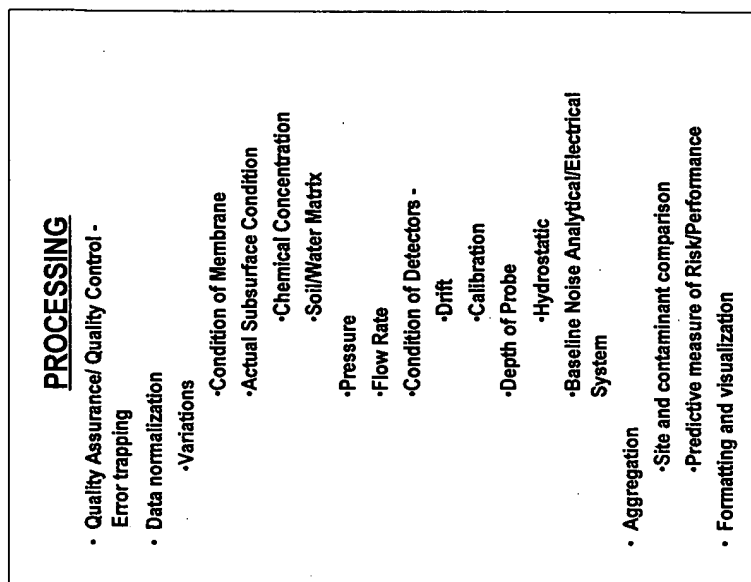 PROCESSING
• Quality Assurance/ Quality Control -
Error trapping
• Data normalization
•Variations
•Condition of Membrane
•Actual Subsurface Condition
•Chemical Concentration
•Soil/Water Matrix
•Pressure
•Flow Rate
•Condition of Detectors -
•Drift
•Calibration
•Depth of Probe
•Hydrostatic
•Baseline Noise Analytical/Electrical
System
• Aggregation
•Site and contaminant comparison
•Predictive measure of Risk/Performance
• Formatting and visualization